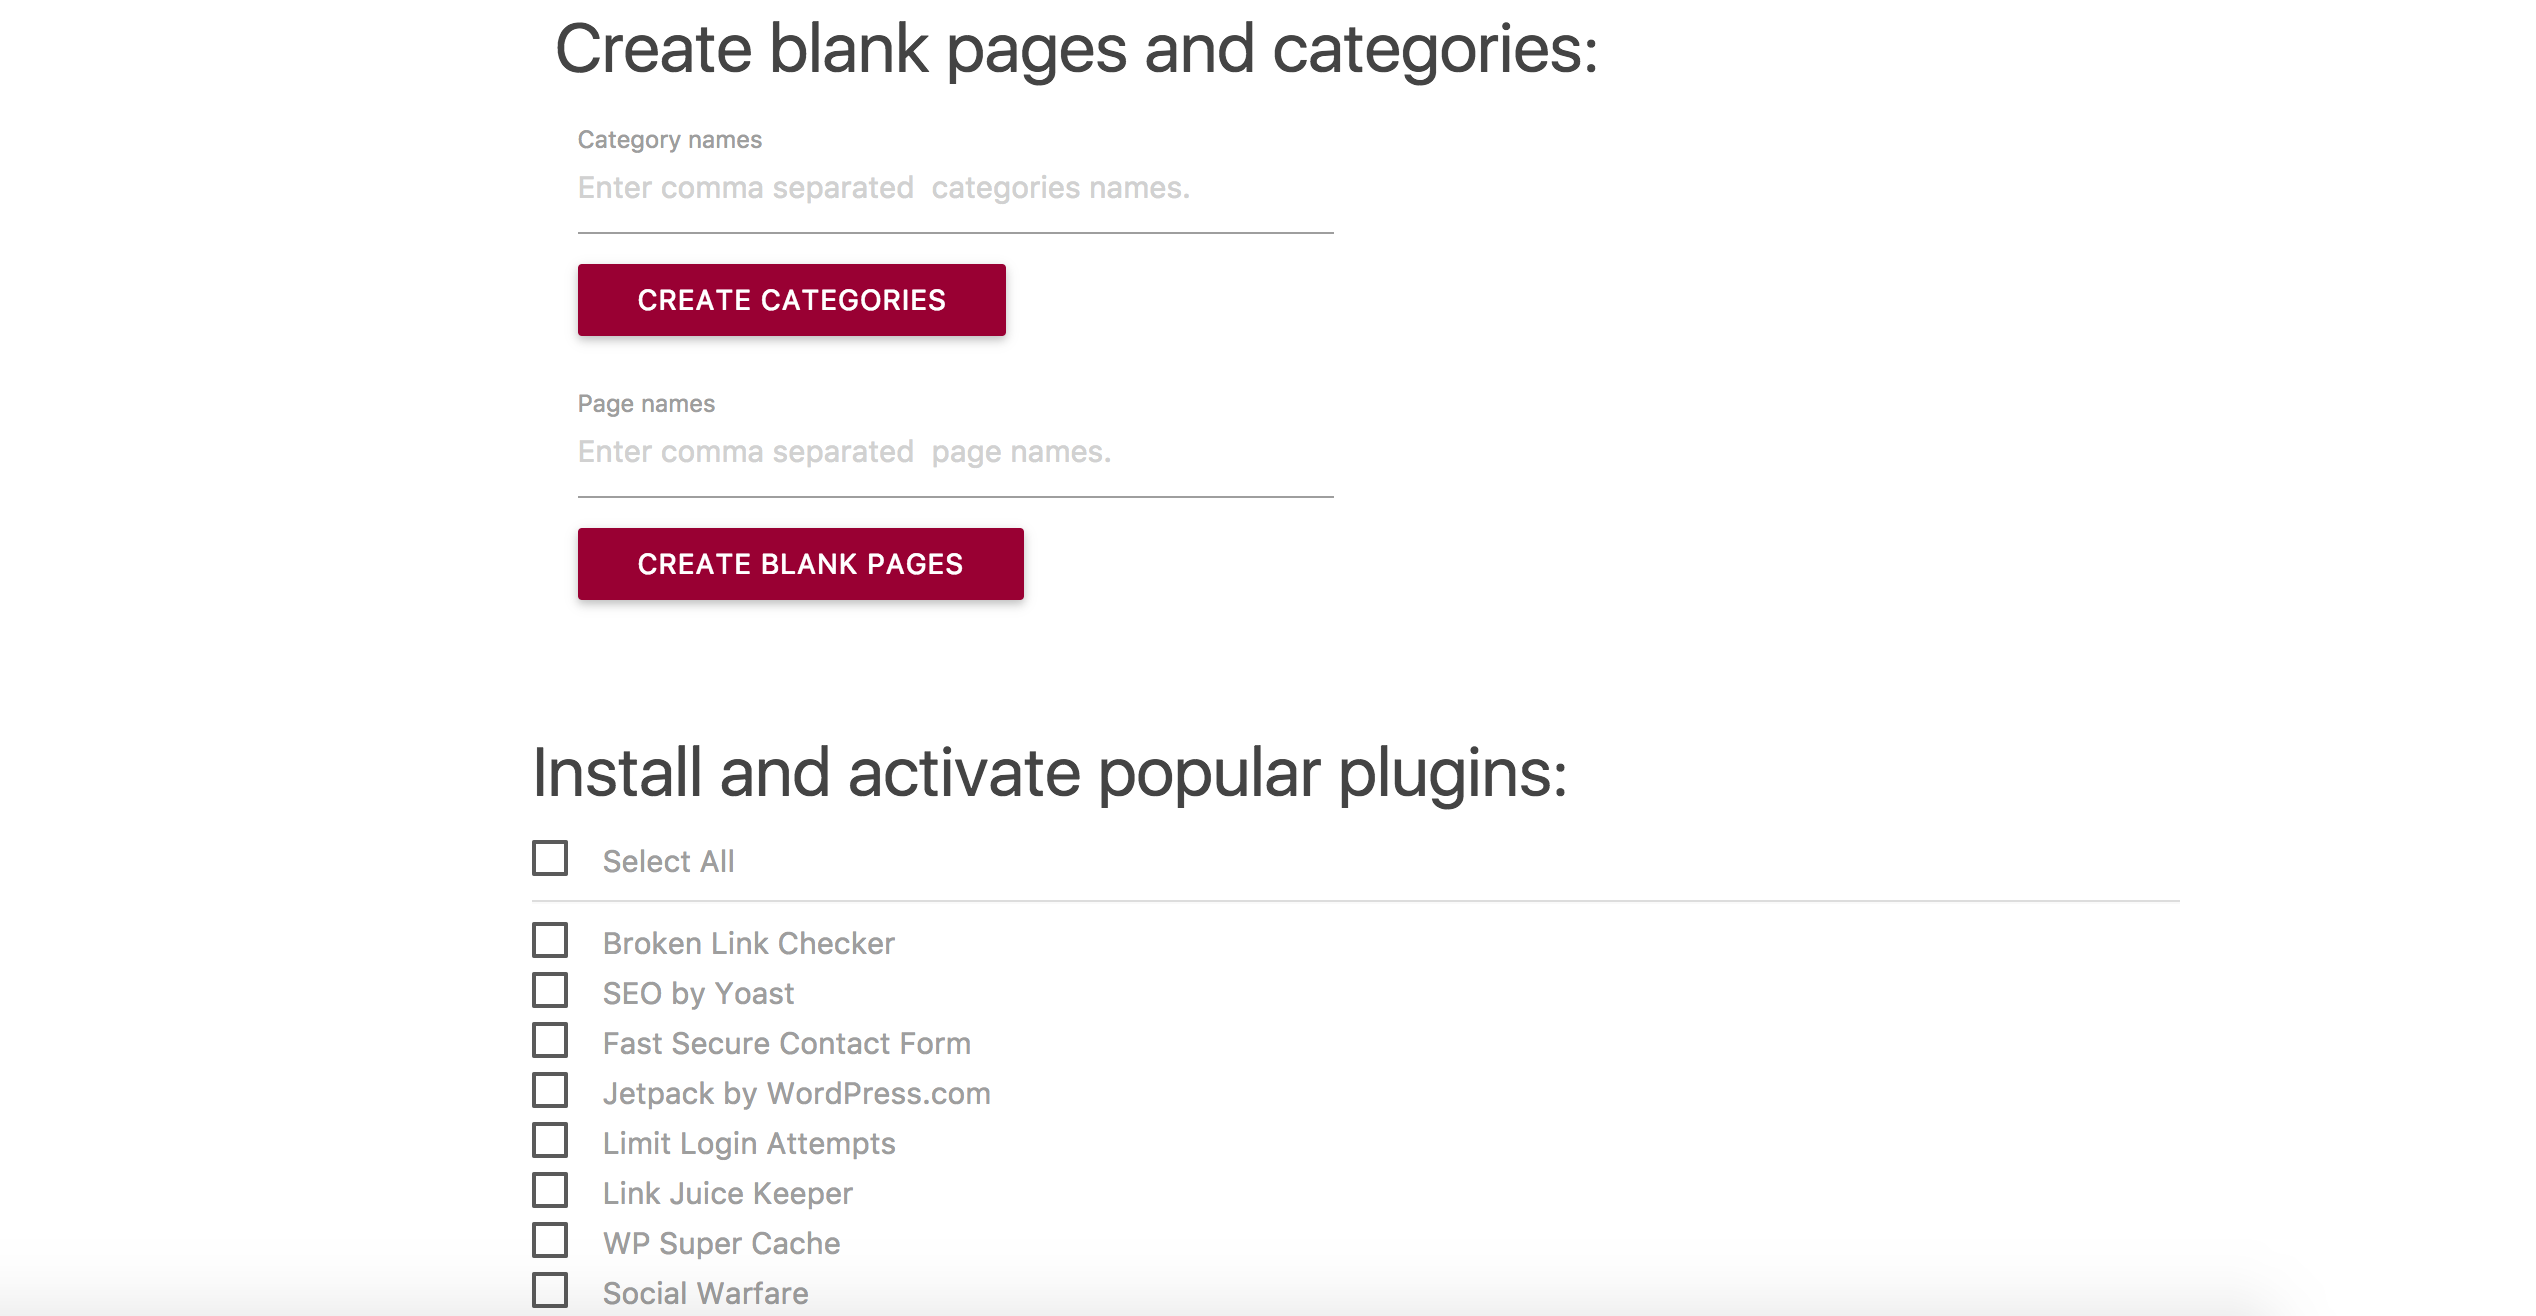 Create blank pages and categories:
Category names
Enter comma separated  categories names.
CREATE CATEGORIES
Page names
Enter comma separated  page names.
CREATE BLANK PAGES
Install and activate popular plugins:
Select All
Broken Link Checker
SEO by Yoast
Fast Secure Contact Form
Jetpack by WordPress.com
Limit Login Attempts
Link Juice Keeper
WP Super Cache
Social Warfare